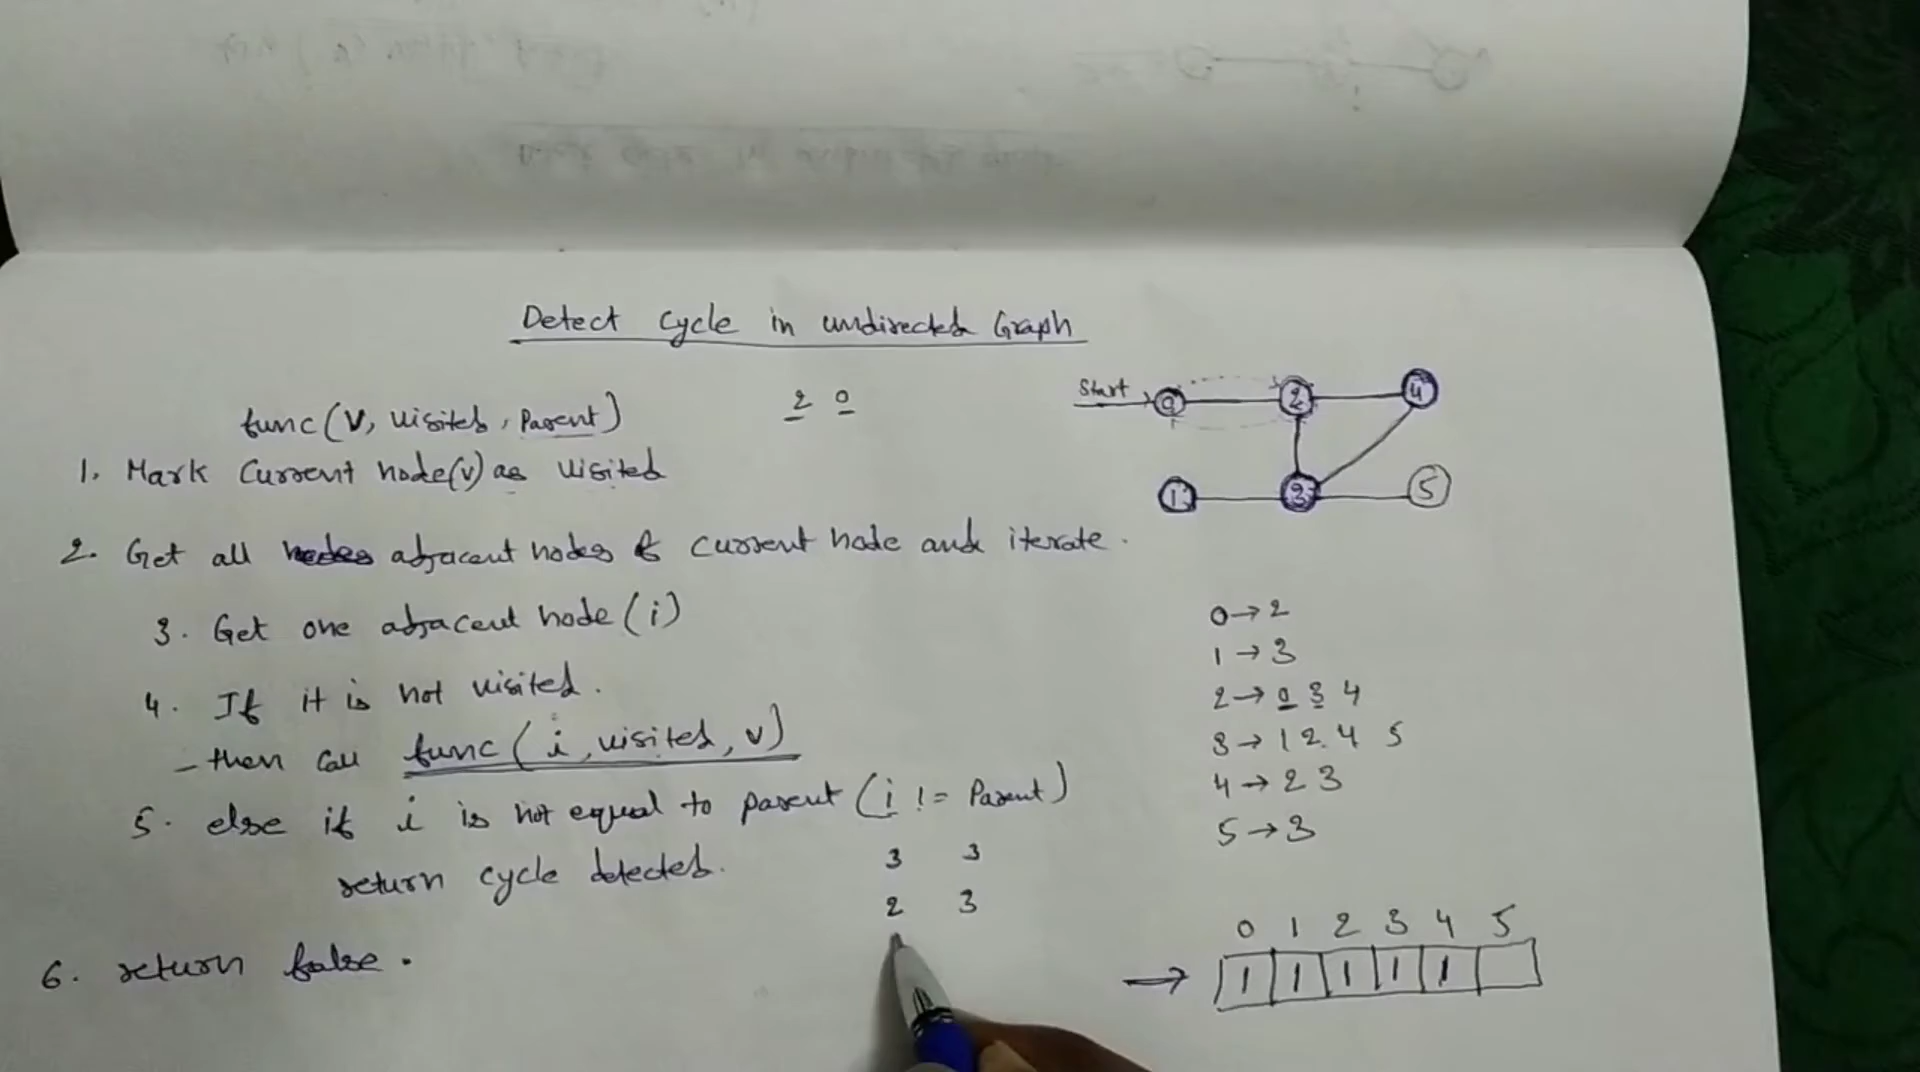 Detect cycle in undirected Graph
func(V, visited, Parent)
2 0
1. Mark Current node(v) as visited
2. Get all adjacent nodes of current node and iterate.
3. Get one adjacent node (i)
4. If it is not visited.
then call func(i, visited, v)
5. else if i is not equal to parent (i != Parent)
return cycle detected.
3 3
2 3
6. return false.
Start 0 2 4
1 3 5
0→2
1→3
2→0 3 4
3→1 2 4 5
4→2 3
5→3
0 1 2 3 4 5
→ 1 1 1 1 1